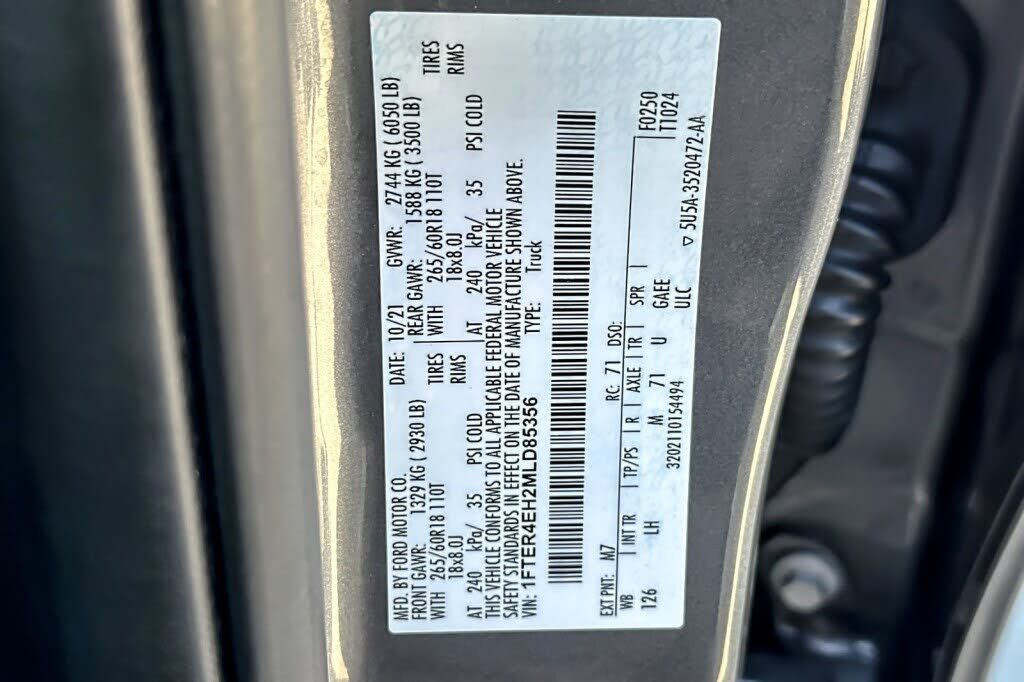 MFD. BY FORD MOTOR CO. DATE: 10/21 GVWR: 2744 KG ( 6050 LB)
FRONT GAWR: 1329 KG ( 2930 LB) REAR GAWR: 1588 KG ( 3500 LB)
WITH 265/60R18 110T TIRES WITH 265/60R18 110T TIRES
18x8.0J RIMS 18x8.0J RIMS
AT 240 kPa/ 35 PSI COLD AT 240 kPa/ 35 PSI COLD
THIS VEHICLE CONFORMS TO ALL APPLICABLE FEDERAL MOTOR VEHICLE
SAFETY STANDARDS IN EFFECT ON THE DATE OF MANUFACTURE SHOWN ABOVE.
VIN: 1FTER4EH2MLD85356 TYPE: Truck
EXT PNT: M7 RC: 71 DSO: F0250
WB INT TR TP/PS R AXLE TR SPR T1024
126 LH M 71 U GAEE
ULC
3202110154494 ▽ 5U5A-3520472-AA